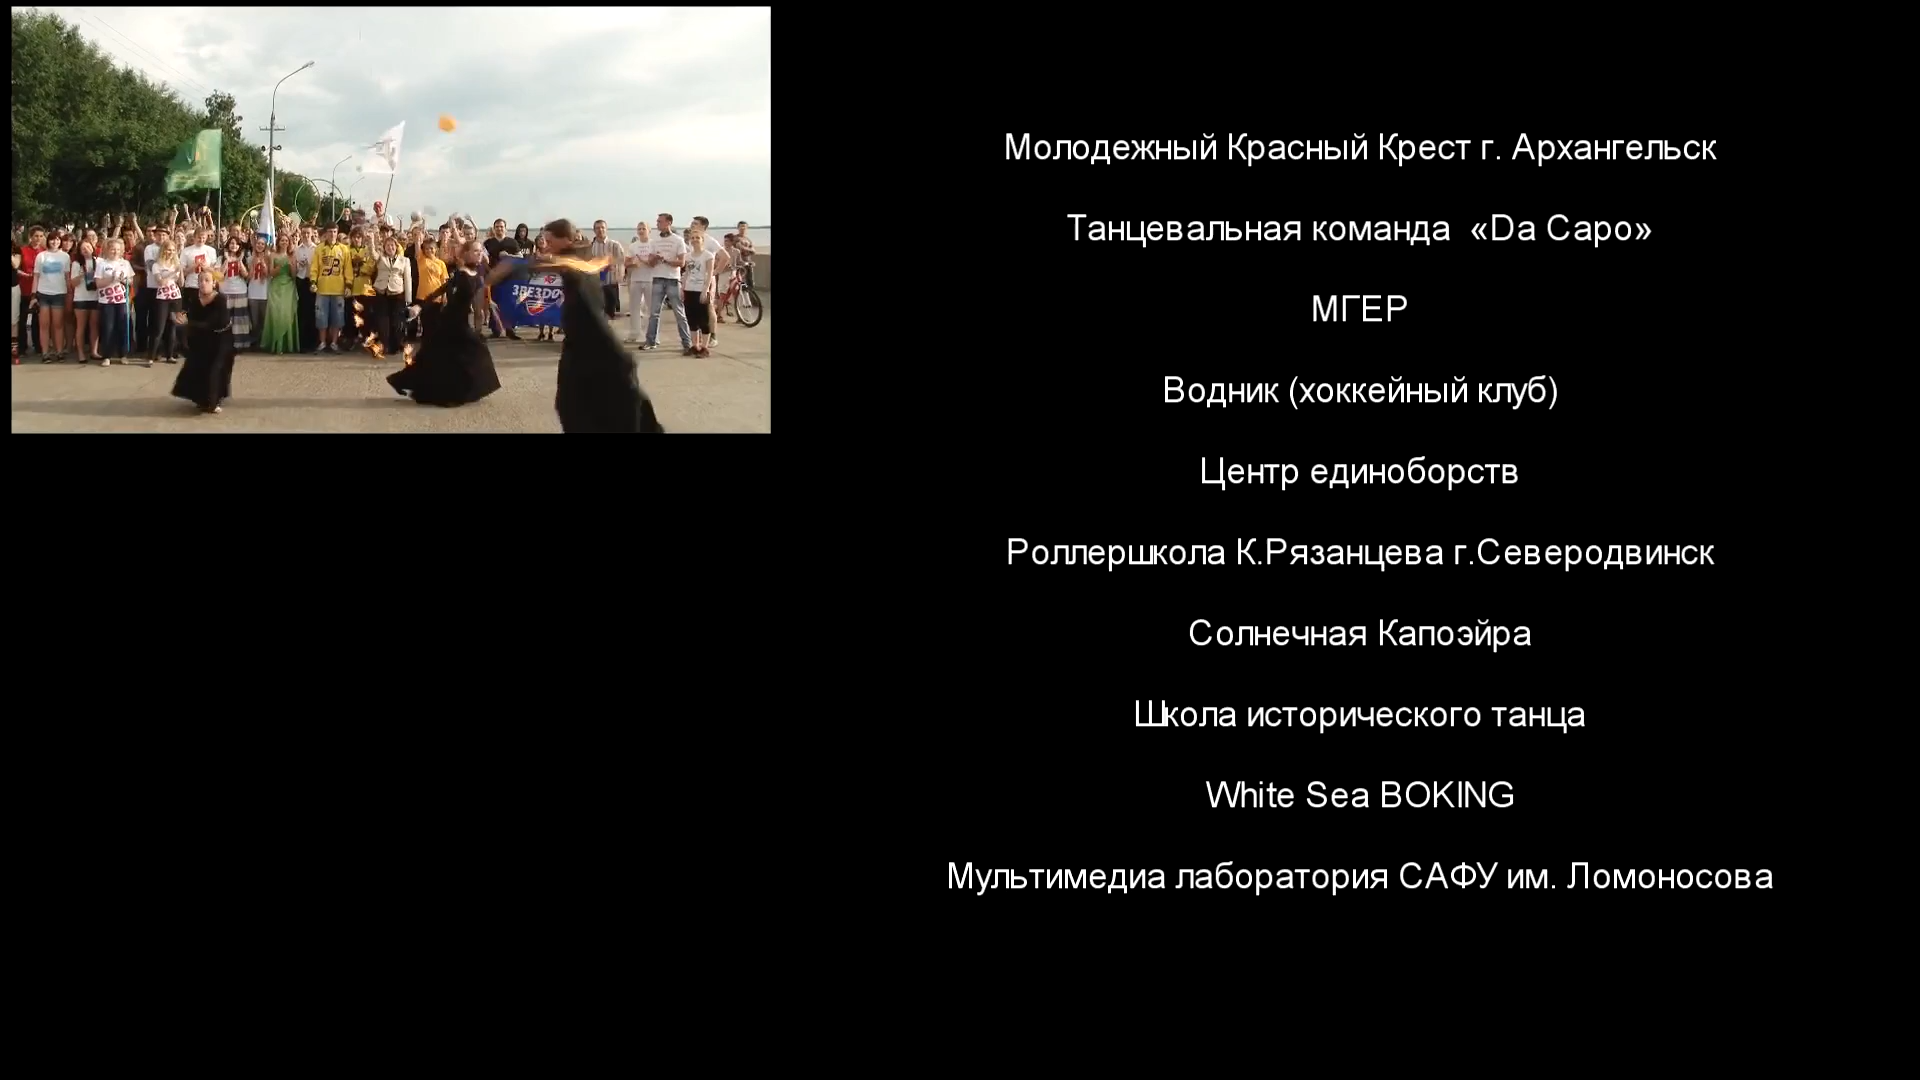 Молодежный Красный Крест г. Архангельск
Танцевальная команда  «Da Capo»
МГЕР
Водник (хоккейный клуб)
Центр единоборств
Роллершкола К.Рязанцева г.Северодвинск
Солнечная Капоэйра
Школа исторического танца
White Sea BOKING
Мультимедиа лаборатория САФУ им. Ломоносова